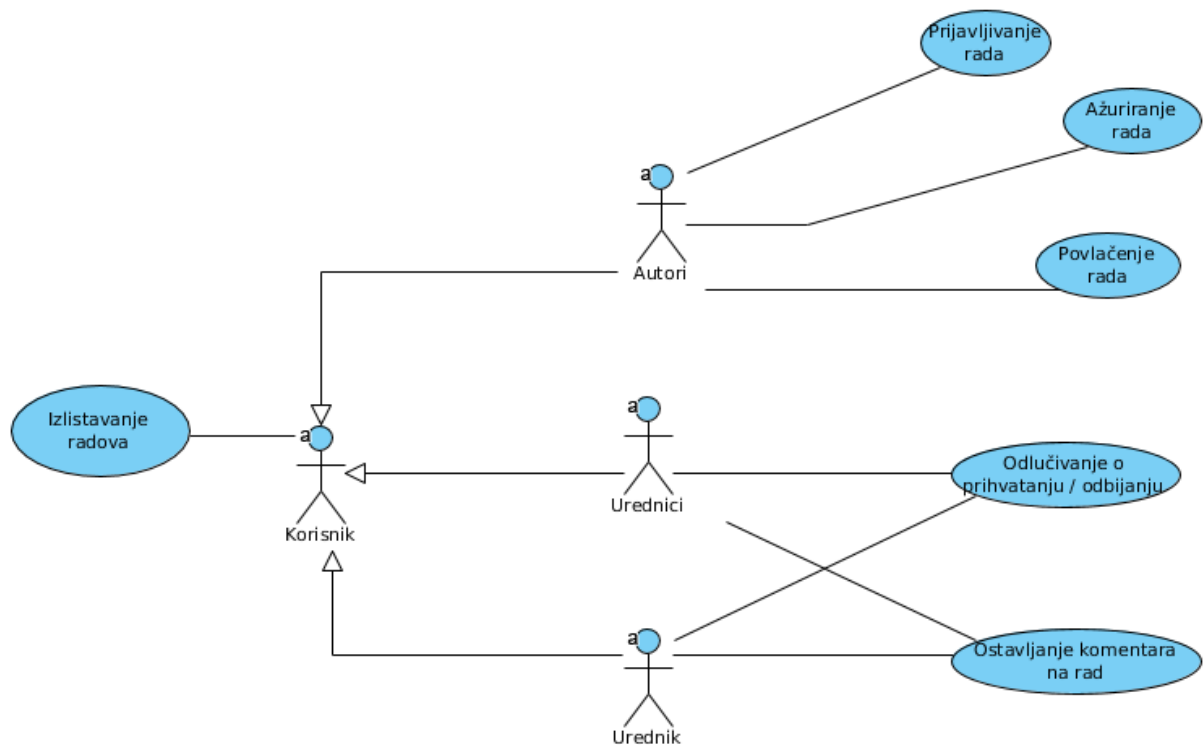 Prijavljivanje
rada
Ažuriranje
rada
a
Autori
Povlačenje
rada
Izlistavanje
radova
a
Korisnik
a
Urednici
Odlučivanje o
prihvatanju / odbijanju
a
Urednik
Ostavljanje komentara
na rad